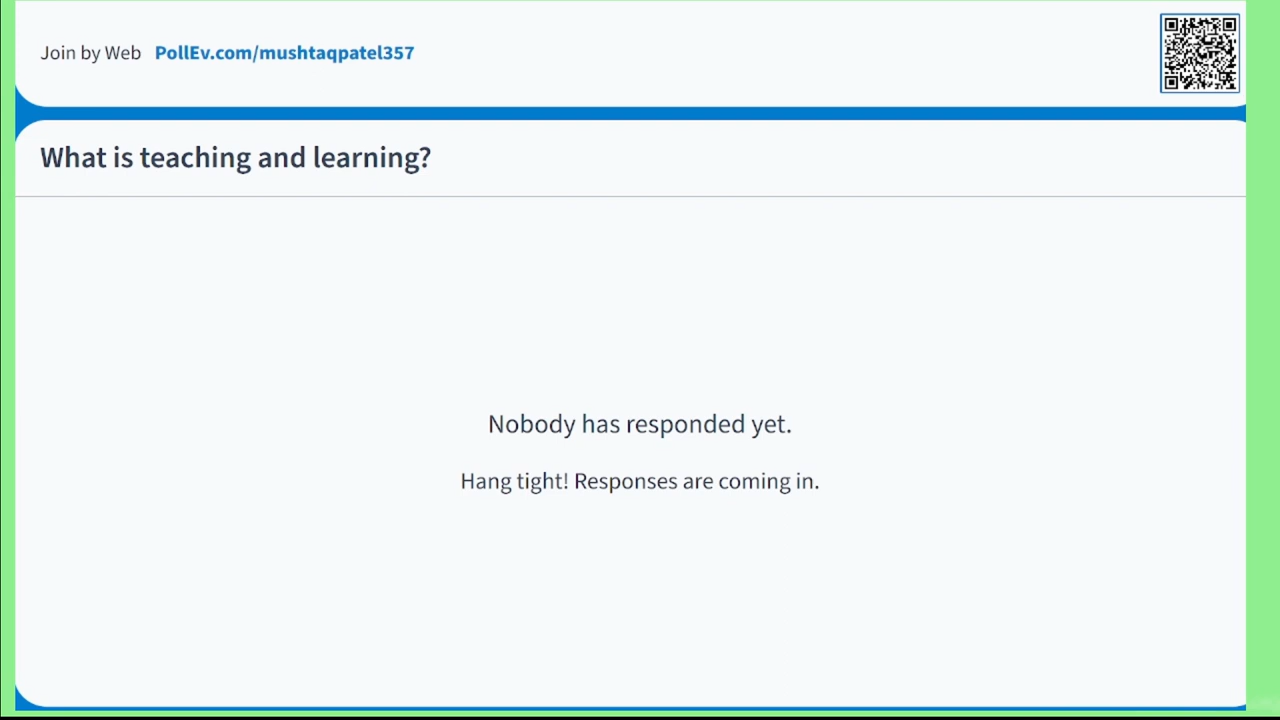 Join by Web PollEv.com/mushtaqpatel357
What is teaching and learning?
Nobody has responded yet.
Hang tight! Responses are coming in.